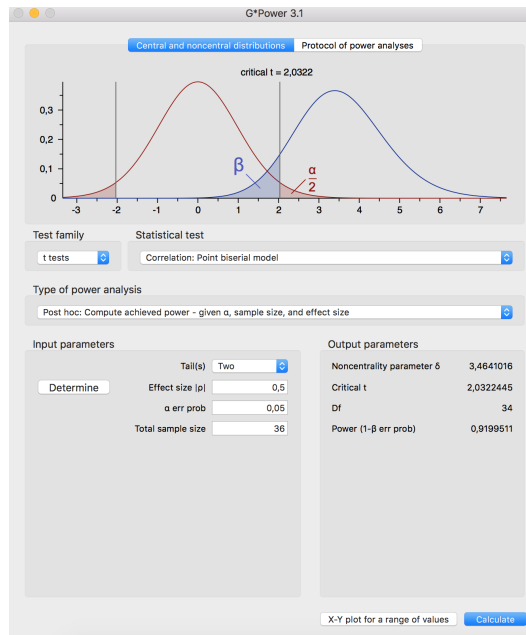 G*Power 3.1
Central and noncentral distributions Protocol of power analyses
critical t = 2,0322
0,3
0,2
0,1
0
β
α
2
-3 -2 -1 0 1 2 3 4 5 6 7
Test family Statistical test
t tests Correlation: Point biserial model
Type of power analysis
Post hoc: Compute achieved power – given α, sample size, and effect size
Input parameters Output parameters
Tail(s) Two Noncentrality parameter δ 3,4641016
Determine Effect size |ρ| 0,5 Critical t 2,0322445
α err prob 0,05 Df 34
Total sample size 36 Power (1-β err prob) 0,9199511
X-Y plot for a range of values Calculate